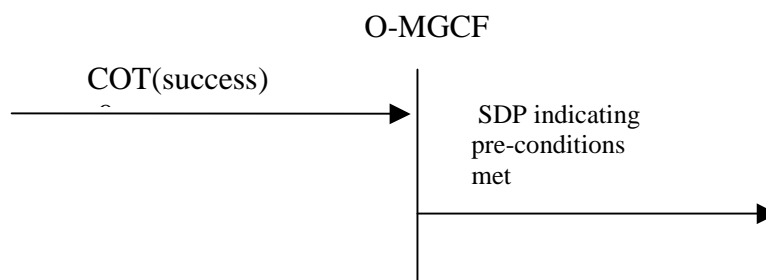 O-MGCF
COT(success)
SDP indicating
pre-conditions
met